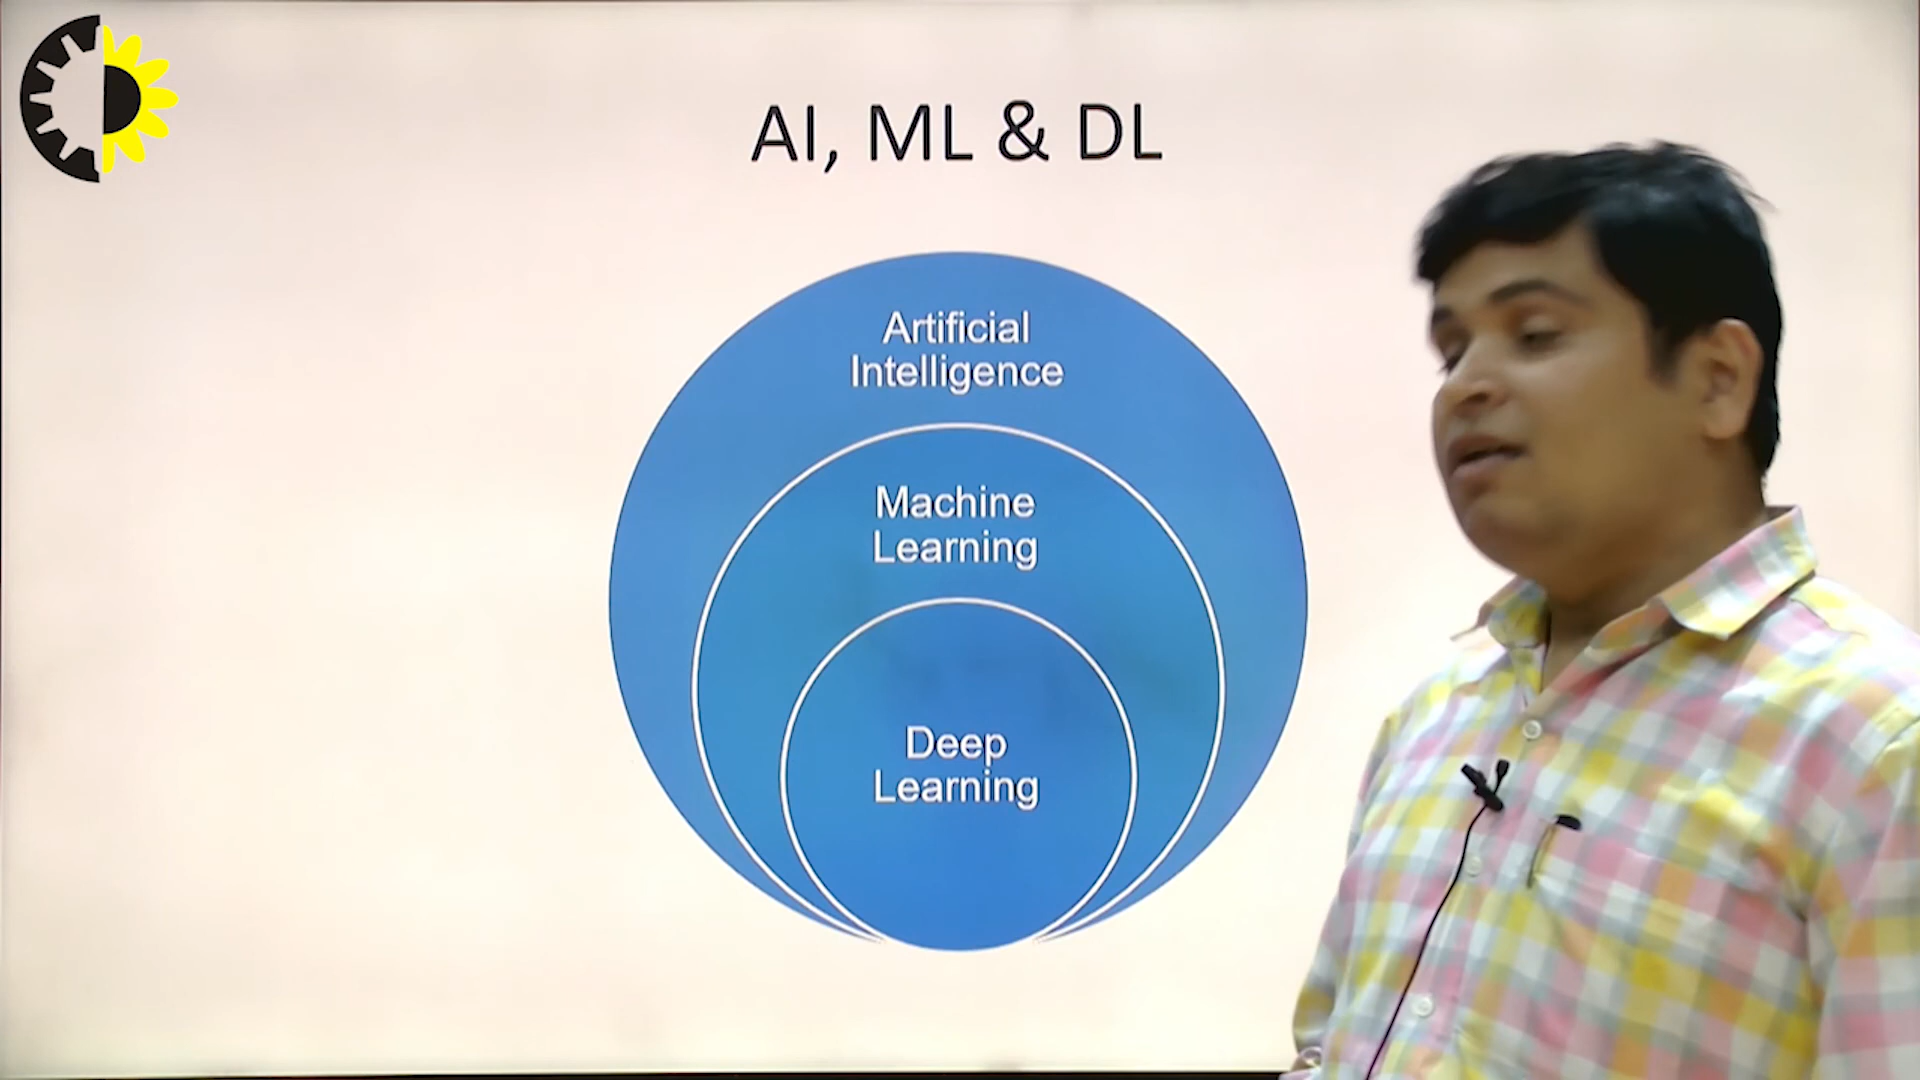 AI, ML & DL
Artificial
Intelligence
Machine
Learning
Deep
Learning